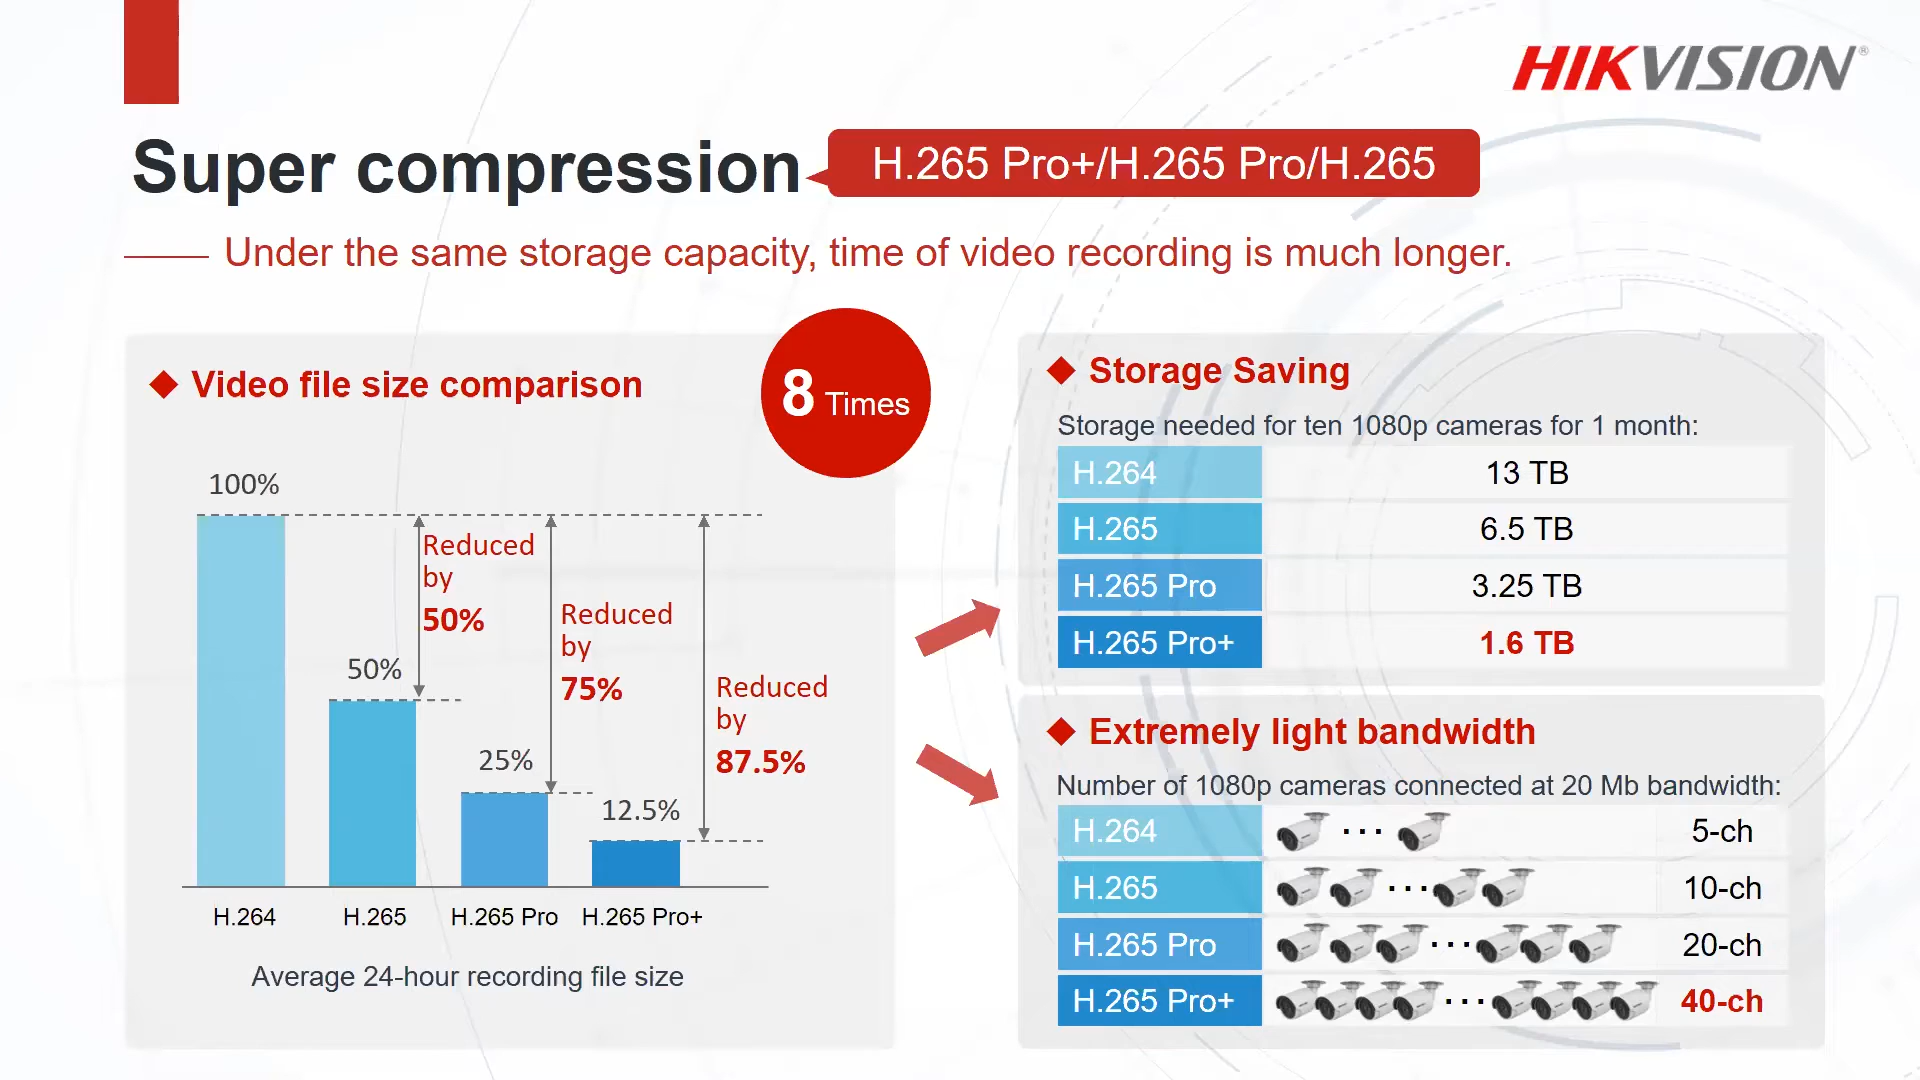 HIKVISION®
Super compression
H.265 Pro+/H.265 Pro/H.265
Under the same storage capacity, time of video recording is much longer.
Video file size comparison
8 Times
100%
Reduced
by
50%
50%
Reduced
by
75%
25%
Reduced
by
87.5%
12.5%
H.264 H.265 H.265 Pro H.265 Pro+
Average 24-hour recording file size
Storage Saving
Storage needed for ten 1080p cameras for 1 month:
H.264 13 TB
H.265 6.5 TB
H.265 Pro 3.25 TB
H.265 Pro+ 1.6 TB
Extremely light bandwidth
Number of 1080p cameras connected at 20 Mb bandwidth:
H.264 ... 5-ch
H.265 ... 10-ch
H.265 Pro ... 20-ch
H.265 Pro+ ... 40-ch